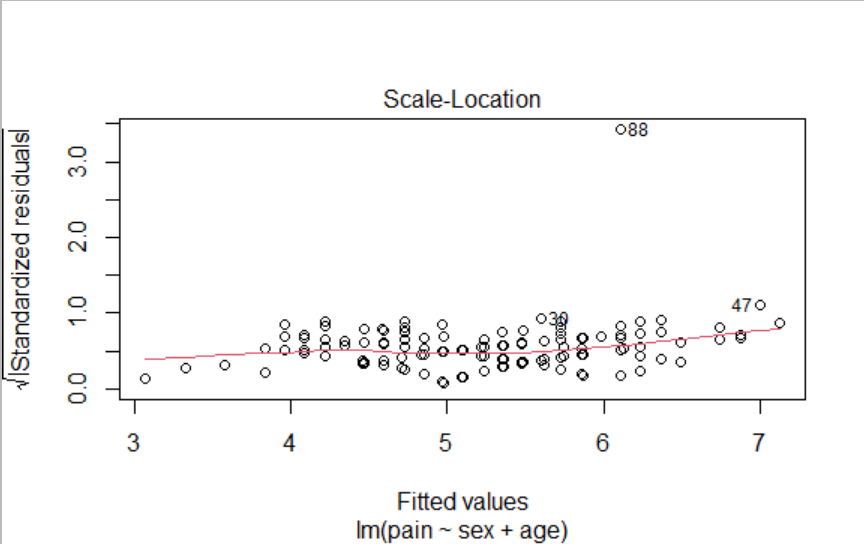 Scale-Location
√|Standardized residuals|
3.0
2.0
1.0
0.0
88
30
47
3 4 5 6 7
Fitted values
lm(pain ~ sex + age)